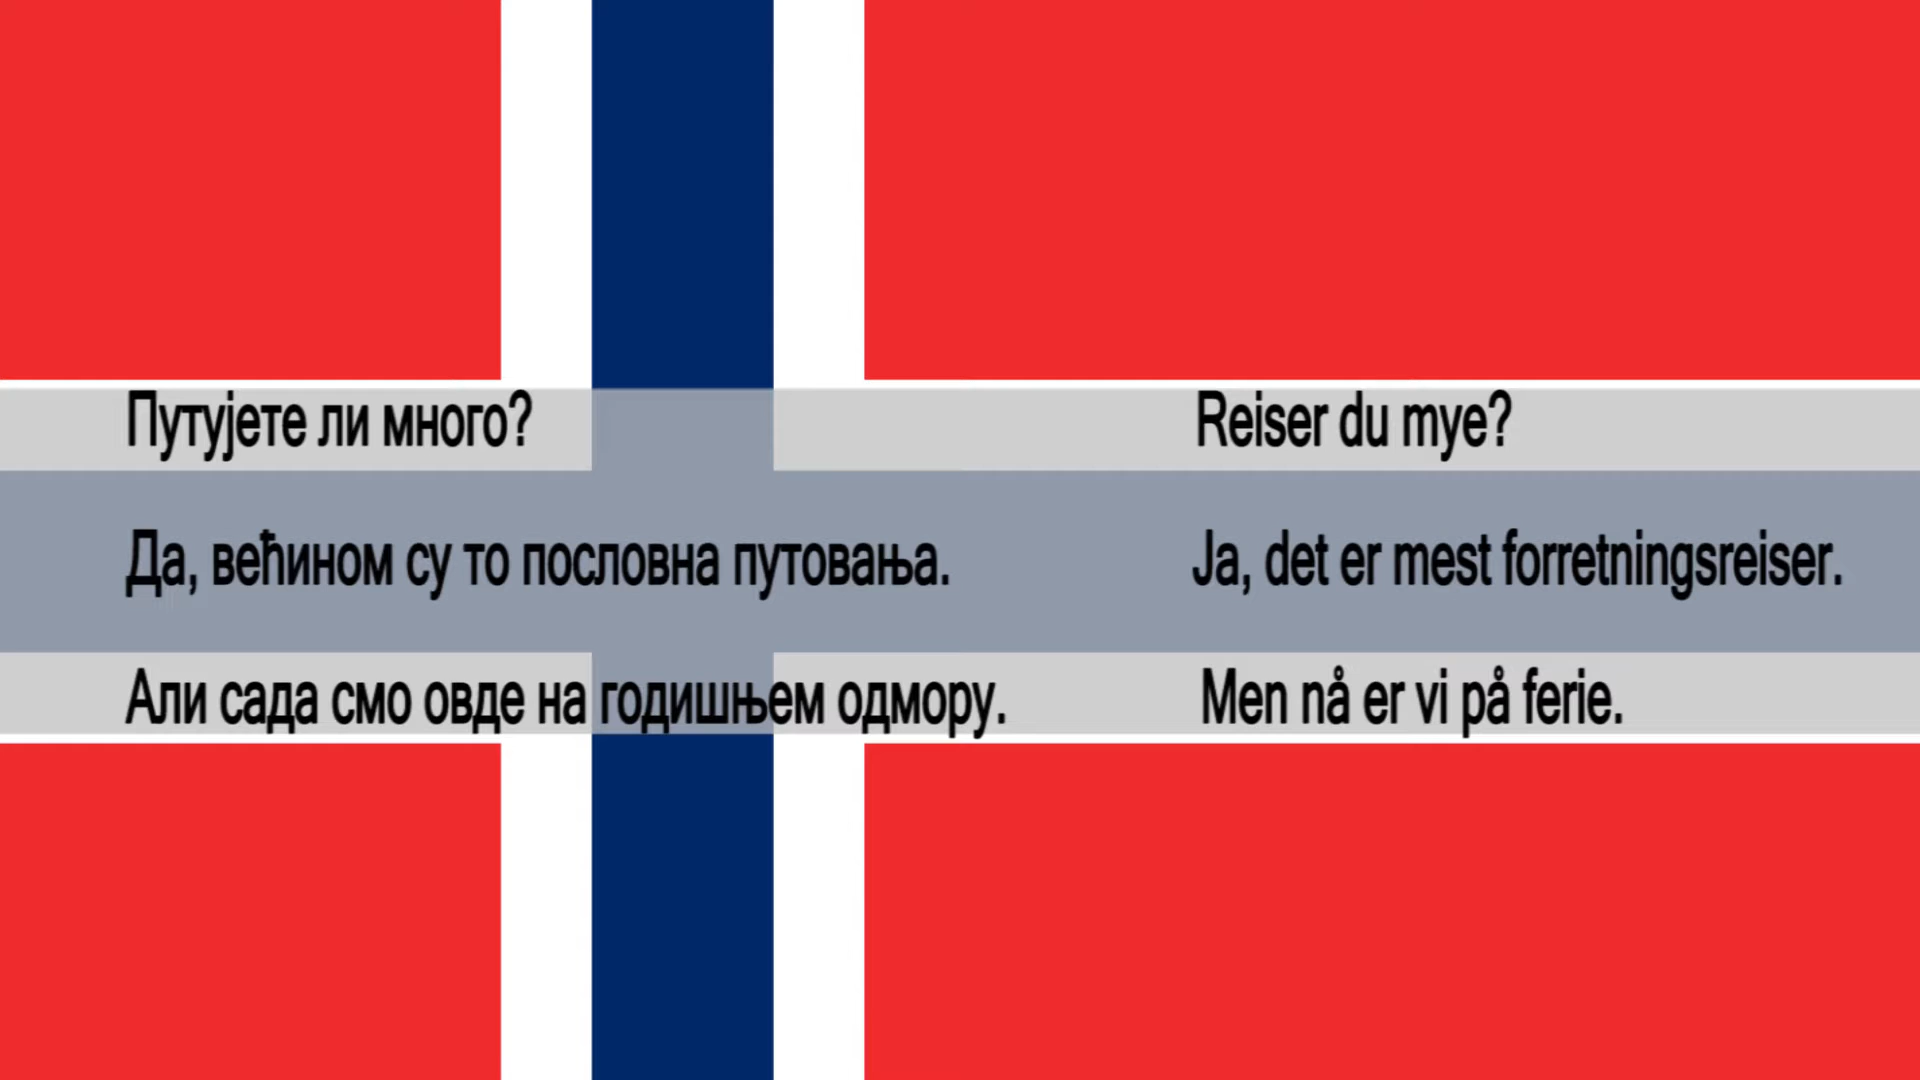 Путујете ли много? Reiser du mye?
Да, већином су то пословна путовања. Ja, det er mest forretningsreiser.
Али сада смо овде на годишњем одмору. Men nå er vi på ferie.